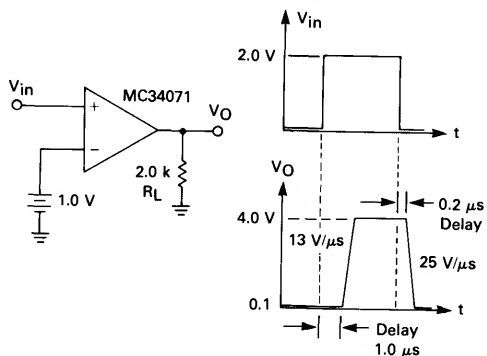 Vin
MC34071
+
−
VO
2.0 k
RL
1.0 V
Vin
2.0 V
t
VO
4.0 V
13 V/μs
0.2 μs
Delay
25 V/μs
0.1
t
Delay
1.0 μs